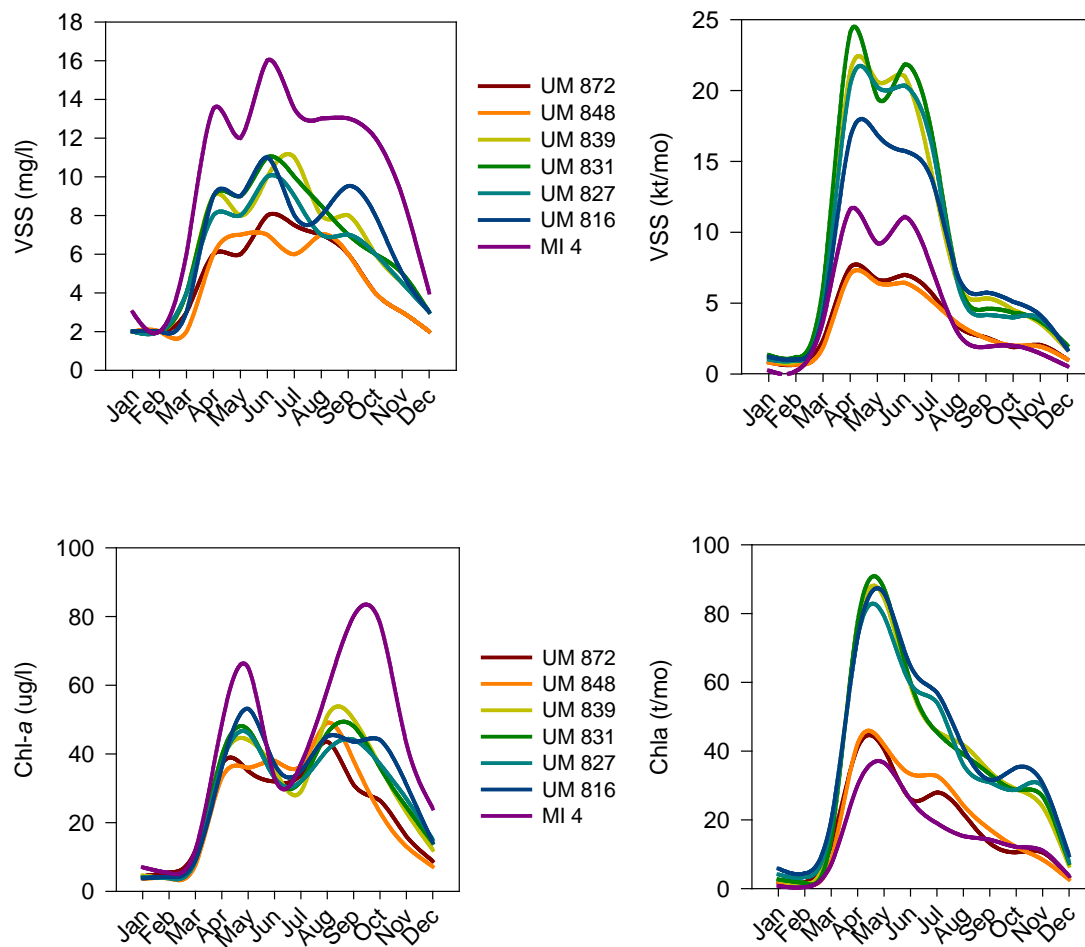 VSS (mg/l)
18
16
14
12
10
8
6
4
2
0
Jan Feb Mar Apr May Jun Jul Aug Sep Oct Nov Dec
UM 872
UM 848
UM 839
UM 831
UM 827
UM 816
MI 4
VSS (kt/mo)
25
20
15
10
5
0
Jan Feb Mar Apr May Jun Jul Aug Sep Oct Nov Dec
Chl-a (ug/l)
100
80
60
40
20
0
Jan Feb Mar Apr May Jun Jul Aug Sep Oct Nov Dec
UM 872
UM 848
UM 839
UM 831
UM 827
UM 816
MI 4
Chla (t/mo)
100
80
60
40
20
0
Jan Feb Mar Apr May Jun Jul Aug Sep Oct Nov Dec